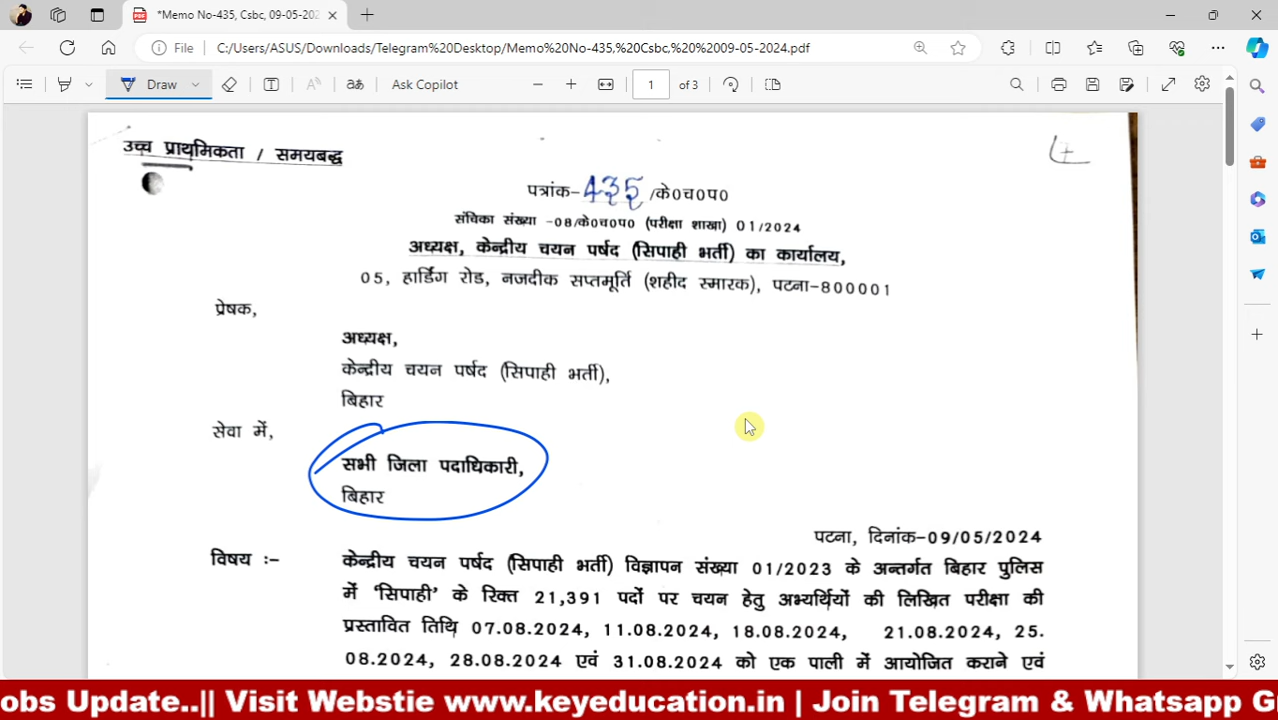 *Memo No-435, Csbc, 09-05-202
File
C:/Users/ASUS/Downloads/Telegram%20Desktop/Memo%20No-435,%20Csbc,%20%2009-05-2024.pdf
Draw
Ask Copilot
1 of 3
उच्च प्राथमिकता / समयबद्ध
पत्रांक-435/के0च0प0
संचिका संख्या -08/के0च0प0 (परीक्षा शाखा) 01/2024
अध्यक्ष, केन्द्रीय चयन पर्षद (सिपाही भर्ती) का कार्यालय,
05, हार्डिंग रोड, नजदीक सप्तमूर्ति (शहीद स्मारक), पटना-800001
प्रेषक,
अध्यक्ष,
केन्द्रीय चयन पर्षद (सिपाही भर्ती),
बिहार
सेवा में,
सभी जिला पदाधिकारी,
बिहार
पटना, दिनांक-09/05/2024
विषय :- केन्द्रीय चयन पर्षद (सिपाही भर्ती) विज्ञापन संख्या 01/2023 के अन्तर्गत बिहार पुलिस
में 'सिपाही' के रिक्त 21,391 पदों पर चयन हेतु अभ्यर्थियों की लिखित परीक्षा की
प्रस्तावित तिथि 07.08.2024, 11.08.2024, 18.08.2024, 21.08.2024, 25.
08.2024, 28.08.2024 एवं 31.08.2024 को एक पाली में आयोजित कराने एवं
obs Update..|| Visit Webstie www.keyeducation.in | Join Telegram & Whatsapp G